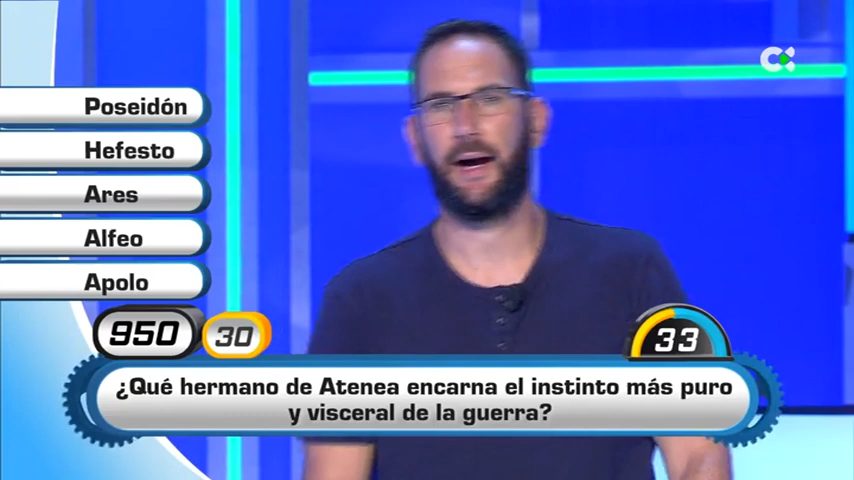 Poseidón
Hefesto
Ares
Alfeo
Apolo
950
30
33
¿Qué hermano de Atenea encarna el instinto más puro
y visceral de la guerra?